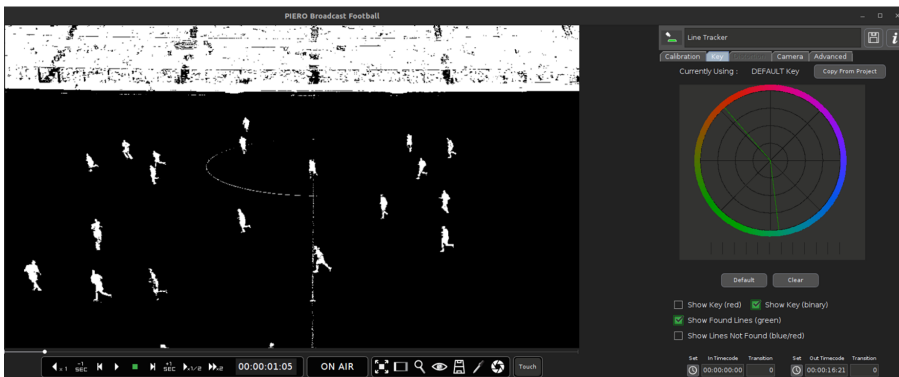 PIERO Broadcast Football
Line Tracker
Calibration Key Camera Advanced
Currently Using : DEFAULT Key Copy From Project
Default Clear
Show Key (red) Show Key (binary)
Show Found Lines (green)
Show Lines Not Found (blue/red)
x1 -1 SEC +1 SEC x1/2 x2 00:00:01:05 ON AIR Touch
Set In Timecode Transition Set Out Timecode Transition
00:00:00:00 0 00:00:16:21 0